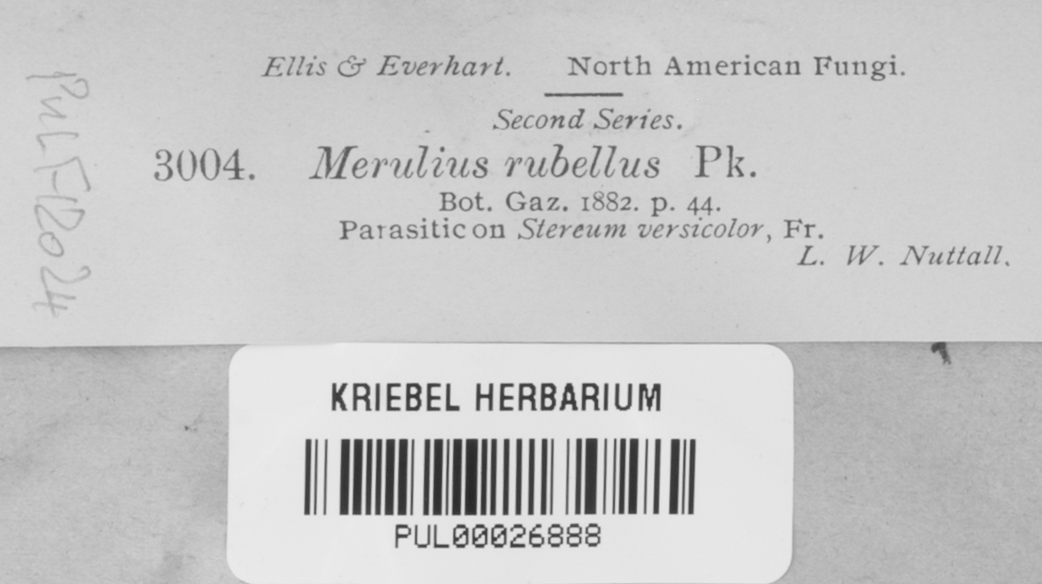 Ellis & Everhart. North American Fungi.
Second Series.
3004. Merulius rubellus Pk.
Bot. Gaz. 1882. p. 44.
Parasitic on Stereum versicolor, Fr.
L. W. Nuttall.
PUL F12024
KRIEBEL HERBARIUM
PUL00026888